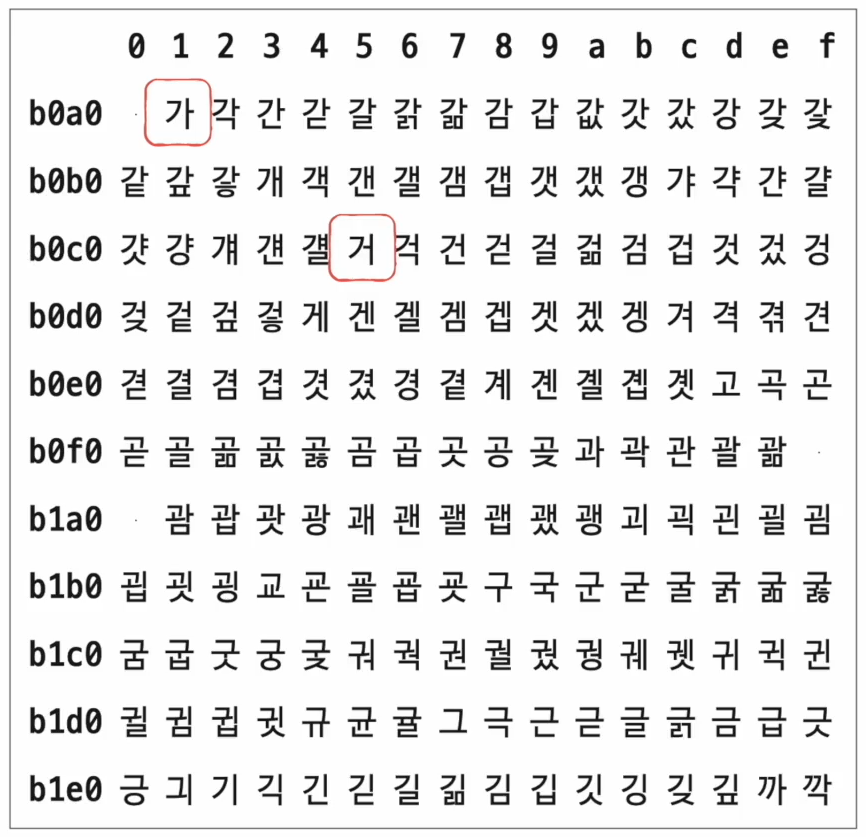 0 1 2 3 4 5 6 7 8 9 a b c d e f
b0a0 . 가 각 간 갇 갈 갉 갊 감 갑 값 갓 갔 강 갖 갗
b0b0 같 갚 갛 개 객 갠 갤 갬 갭 갯 갰 갱 갸 갹 갼 걀
b0c0 걋 걍 걔 걘 걜 거 걱 건 걷 걸 걺 검 겁 것 겄 겅
b0d0 겆 겉 겊 겋 게 겐 겔 겜 겝 겟 겠 겡 겨 격 겪 견
b0e0 겯 결 겸 겹 겻 겼 경 곁 계 곈 곌 곕 곗 고 곡 곤
b0f0 곧 골 곪 곬 곯 곰 곱 곳 공 곶 과 곽 관 괄 괆 .
b1a0 . 괌 괍 괏 광 괘 괜 괠 괩 괬 괭 괴 괵 괸 괼 굄
b1b0 굅 굇 굉 교 굔 굘 굡 굣 구 국 군 굳 굴 굵 굶 굻
b1c0 굼 굽 굿 궁 궂 궈 궉 권 궐 궜 궝 궤 궷 귀 귁 귄
b1d0 귈 귐 귑 귓 규 균 귤 그 극 근 귿 글 긁 금 급 긋
b1e0 긍 긔 기 긱 긴 긷 길 긺 김 깁 깃 깅 깆 깊 까 깍